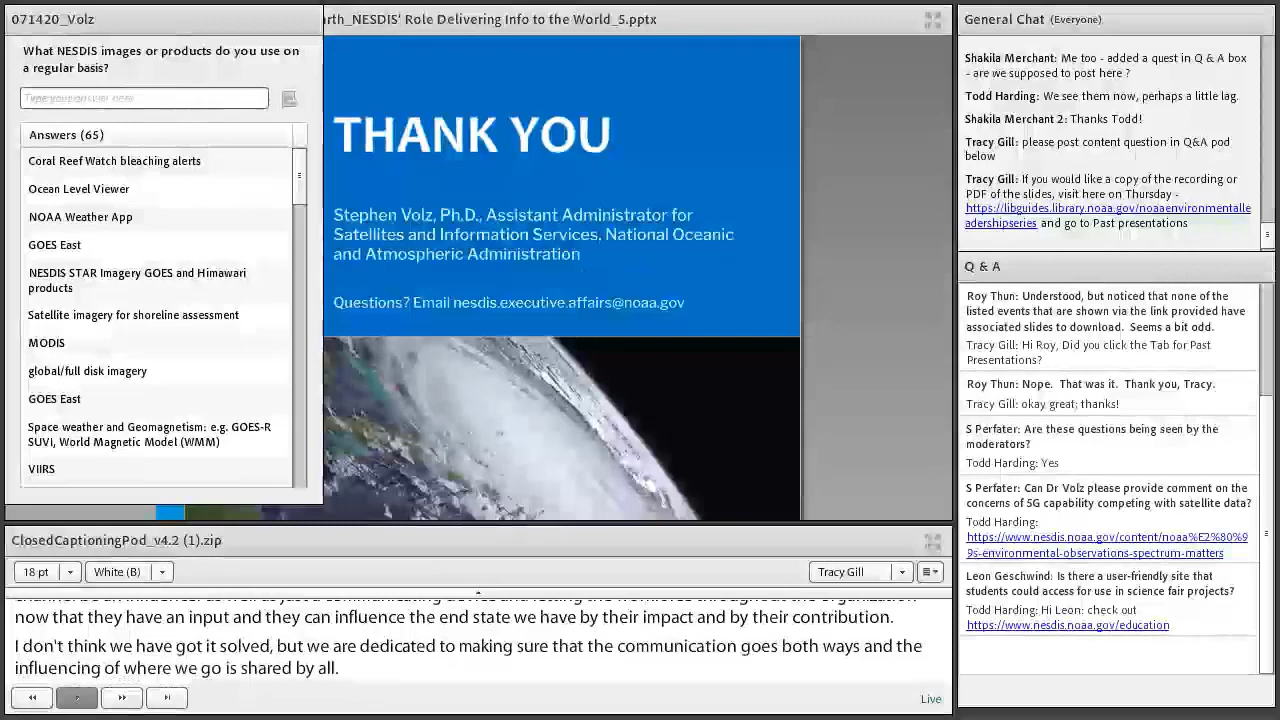 071420_Volz
What NESDIS images or products do you use on
a regular basis?
Type your answer here
Answers (65)
Coral Reef Watch bleaching alerts
Ocean Level Viewer
NOAA Weather App
GOES East
NESDIS STAR Imagery GOES and Himawari
products
Satellite imagery for shoreline assessment
MODIS
global/full disk imagery
GOES East
Space weather and Geomagnetism: e.g. GOES-R
SUVI, World Magnetic Model (WMM)
VIIRS
rth_NESDIS' Role Delivering Info to the World_5.pptx
THANK YOU
Stephen Volz, Ph.D., Assistant Administrator for
Satellites and Information Services, National Oceanic
and Atmospheric Administration
Questions? Email nesdis.executive.affairs@noaa.gov
ClosedCaptioningPod_v4.2 (1).zip
18 pt
White (B)
Tracy Gill
now that they have an input and they can influence the end state we have by their impact and by their contribution.
I don't think we have got it solved, but we are dedicated to making sure that the communication goes both ways and the
influencing of where we go is shared by all.
Live
General Chat (Everyone)
Shakila Merchant: Me too - added a quest in Q & A box
- are we supposed to post here ?
Todd Harding: We see them now, perhaps a little lag.
Shakila Merchant 2: Thanks Todd!
Tracy Gill: please post content question in Q&A pod
below
Tracy Gill: If you would like a copy of the recording or
PDF of the slides, visit here on Thursday -
https://libguides.library.noaa.gov/noaaenvironmentalle
adershipseries and go to Past presentations
Q & A
Roy Thun: Understood, but noticed that none of the
listed events that are shown via the link provided have
associated slides to download. Seems a bit odd.
Tracy Gill: Hi Roy, Did you click the Tab for Past
Presentations?
Roy Thun: Nope. That was it. Thank you, Tracy.
Tracy Gill: okay great; thanks!
S Perfater: Are these questions being seen by the
moderators?
Todd Harding: Yes
S Perfater: Can Dr Volz please provide comment on the
concerns of 5G capability competing with satellite data?
Todd Harding:
https://www.nesdis.noaa.gov/content/noaa%E2%80%9
9s-environmental-observations-spectrum-matters
Leon Geschwind: Is there a user-friendly site that
students could access for use in science fair projects?
Todd Harding: Hi Leon: check out
https://www.nesdis.noaa.gov/education